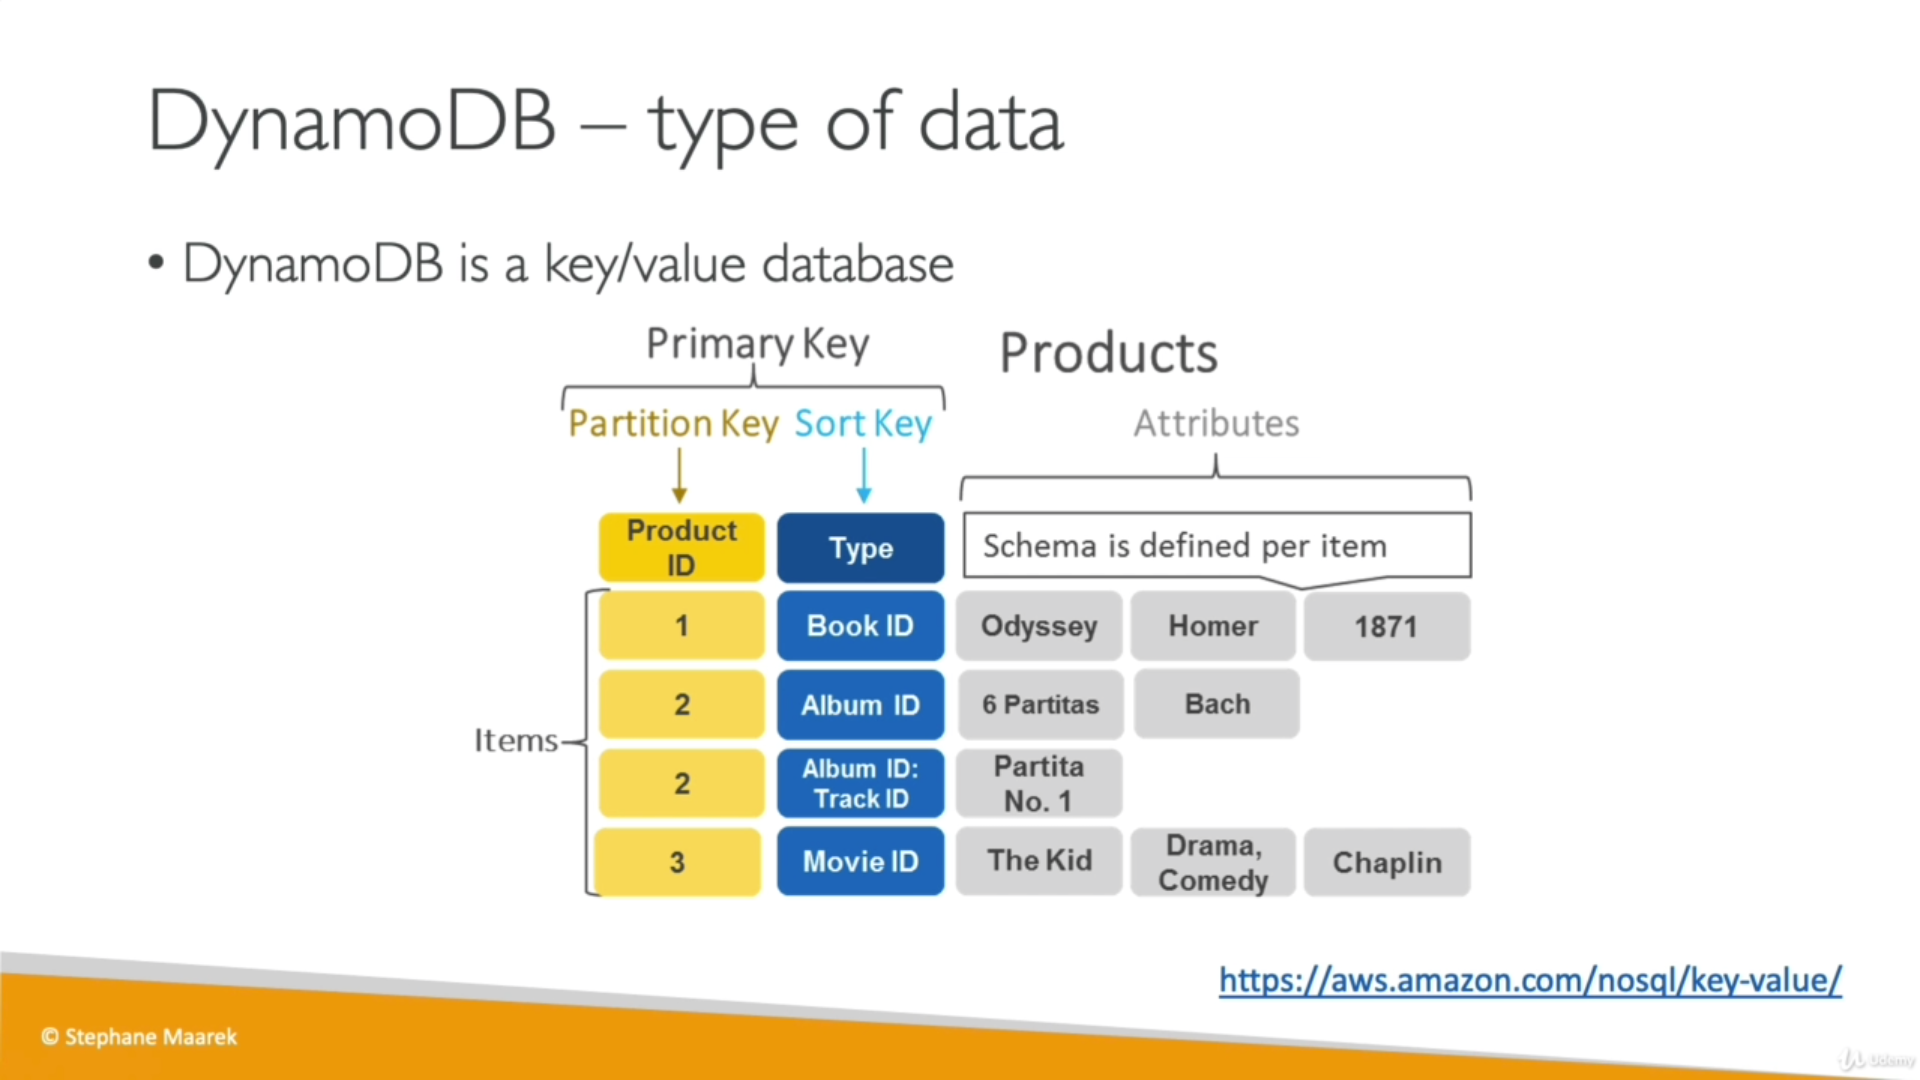 DynamoDB – type of data
• DynamoDB is a key/value database
Primary Key
Products
Partition Key Sort Key
Attributes
Product
ID
Type
Schema is defined per item
1
Book ID
Odyssey
Homer
1871
2
Album ID
6 Partitas
Bach
Items
2
Album ID:
Track ID
Partita
No. 1
3
Movie ID
The Kid
Drama,
Comedy
Chaplin
https://aws.amazon.com/nosql/key-value/
© Stephane Maarek
Udemy